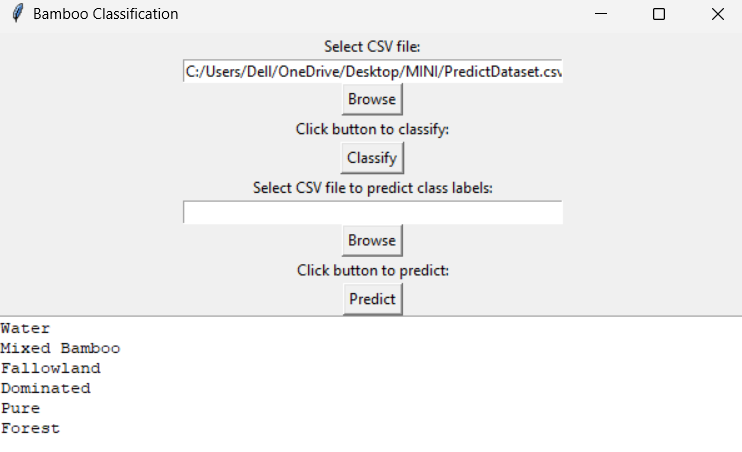 Bamboo Classification
Select CSV file:
C:/Users/Dell/OneDrive/Desktop/MINI/PredictDataset.csv
Browse
Click button to classify:
Classify
Select CSV file to predict class labels:
Browse
Click button to predict:
Predict
Water
Mixed Bamboo
Fallowland
Dominated
Pure
Forest